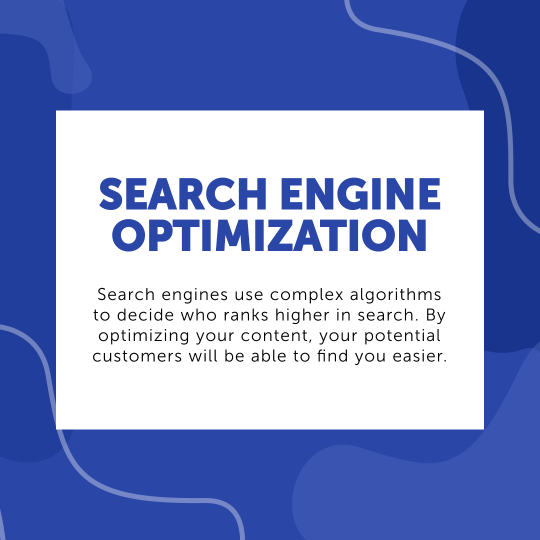 SEARCH ENGINE
OPTIMIZATION
Search engines use complex algorithms
to decide who ranks higher in search. By
optimizing your content, your potential
customers will be able to find you easier.